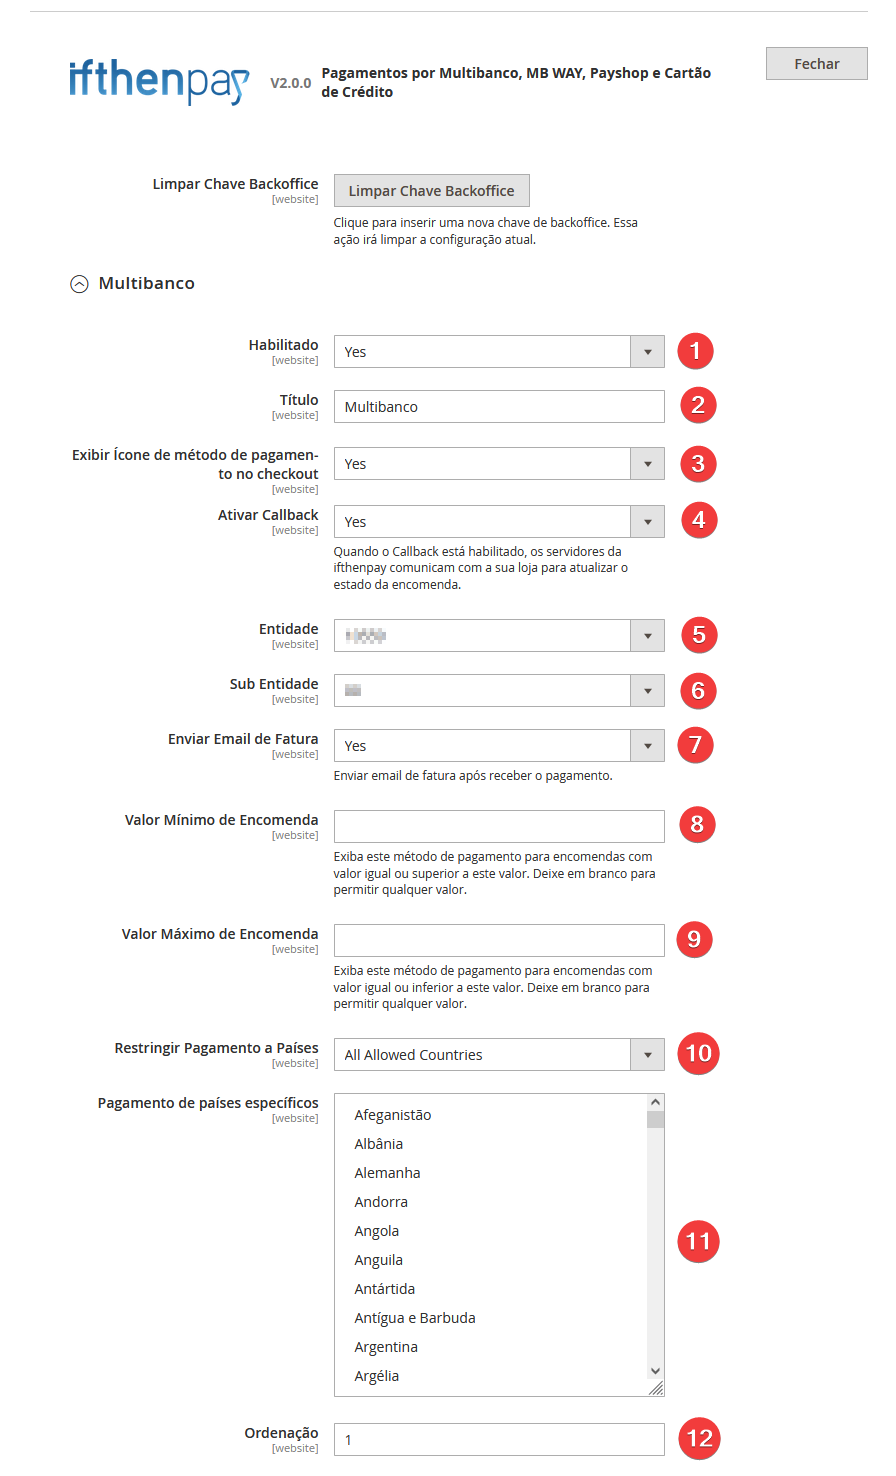 ifthenpay V2.0.0 Pagamentos por Multibanco, MB WAY, Payshop e Cartão
de Crédito
Fechar
Limpar Chave Backoffice
[website]
Limpar Chave Backoffice
Clique para inserir uma nova chave de backoffice. Essa
ação irá limpar a configuração atual.
Multibanco
Habilitado
[website]
Yes
1
Título
[website]
Multibanco
2
Exibir Ícone de método de pagamen-
to no checkout
[website]
Yes
3
Ativar Callback
[website]
Yes
4
Quando o Callback está habilitado, os servidores da
ifthenpay comunicam com a sua loja para atualizar o
estado da encomenda.
Entidade
[website]
5
Sub Entidade
[website]
6
Enviar Email de Fatura
[website]
Yes
7
Enviar email de fatura após receber o pagamento.
Valor Mínimo de Encomenda
[website]
8
Exiba este método de pagamento para encomendas com
valor igual ou superior a este valor. Deixe em branco para
permitir qualquer valor.
Valor Máximo de Encomenda
[website]
9
Exiba este método de pagamento para encomendas com
valor igual ou inferior a este valor. Deixe em branco para
permitir qualquer valor.
Restringir Pagamento a Países
[website]
All Allowed Countries
10
Pagamento de países específicos
[website]
Afeganistão
Albânia
Alemanha
Andorra
Angola
Anguila
Antártida
Antígua e Barbuda
Argentina
Argélia
11
Ordenação
[website]
1
12